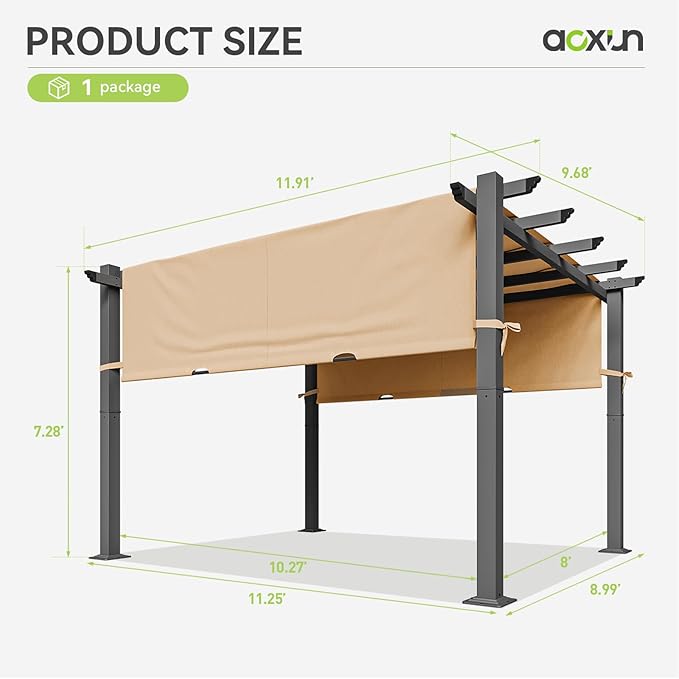 PRODUCT SIZE
aoxun
1 package
11.91'
9.68'
7.28'
10.27'
8'
11.25'
8.99'